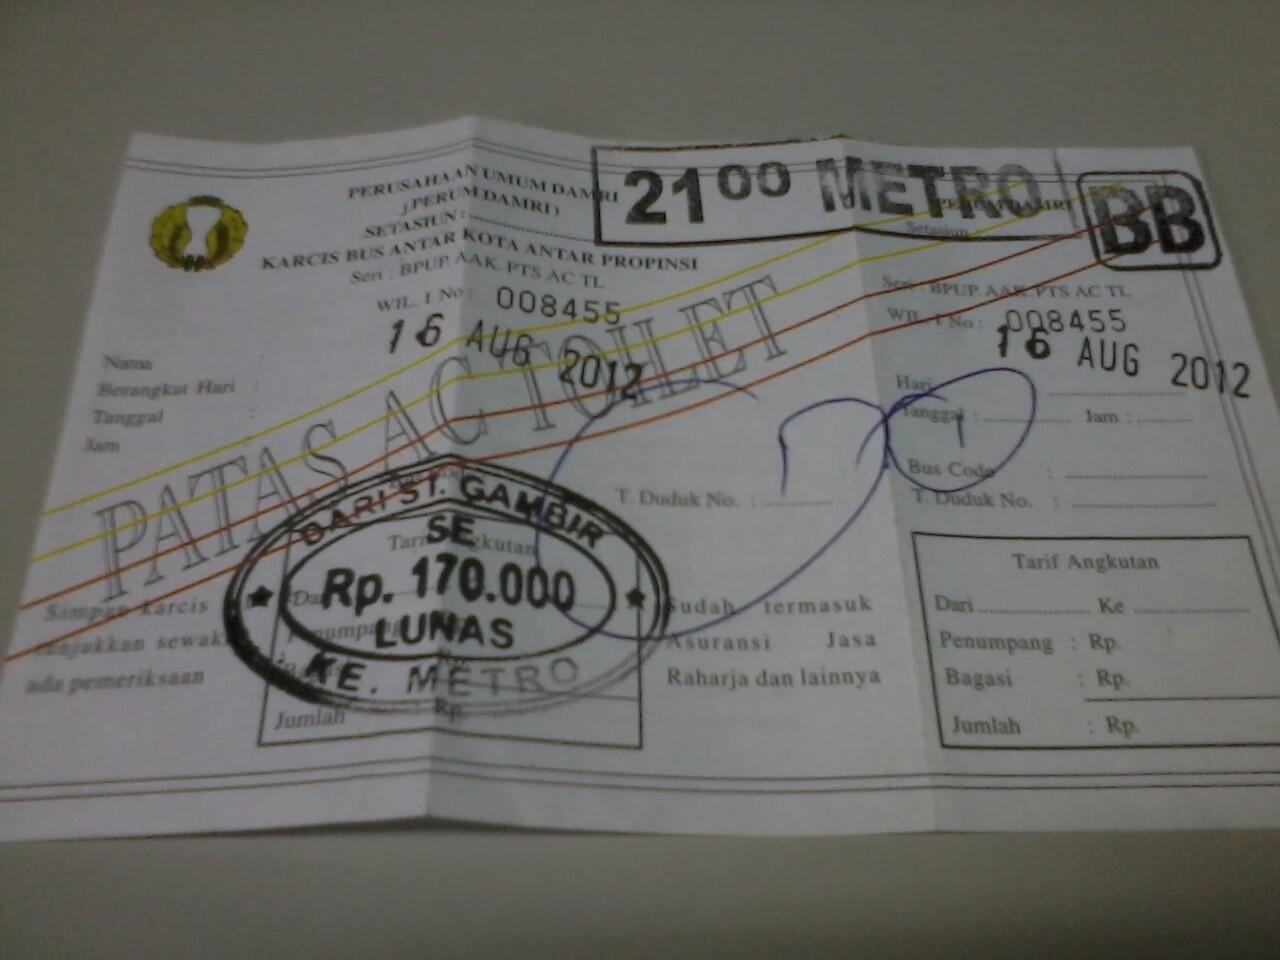 PERUSAHAAN UMUM DAMRI
(PERUM DAMRI)
SETASIUN :
KARCIS BUS ANTAR KOTA ANTAR PROPINSI
Seri : BPUP. AAK. PTS AC TL
WIL. I No : 008455
16 AUG 2012
21 00 METRO
BB
PATAS AC TOILET
Nama :
Berangkat Hari :
Tanggal :
Jam :
T. Duduk No. :
DARI ST. GAMBIR
SE
Rp. 170.000
LUNAS
KE. METRO
Tarif Angkutan
Penumpang
Jumlah : Rp.
Simpan karcis
ada pemeriksaan
Sudah termasuk
Asuransi Jasa
Raharja dan lainnya
Setasiun
Seri : BPUP. AAK. PTS AC TL
WIL. I No : 008455
16 AUG 2012
Hari
Tanggal : Jam :
Bus Code :
T. Duduk No. :
Tarif Angkutan
Dari Ke
Penumpang : Rp.
Bagasi : Rp.
Jumlah : Rp.